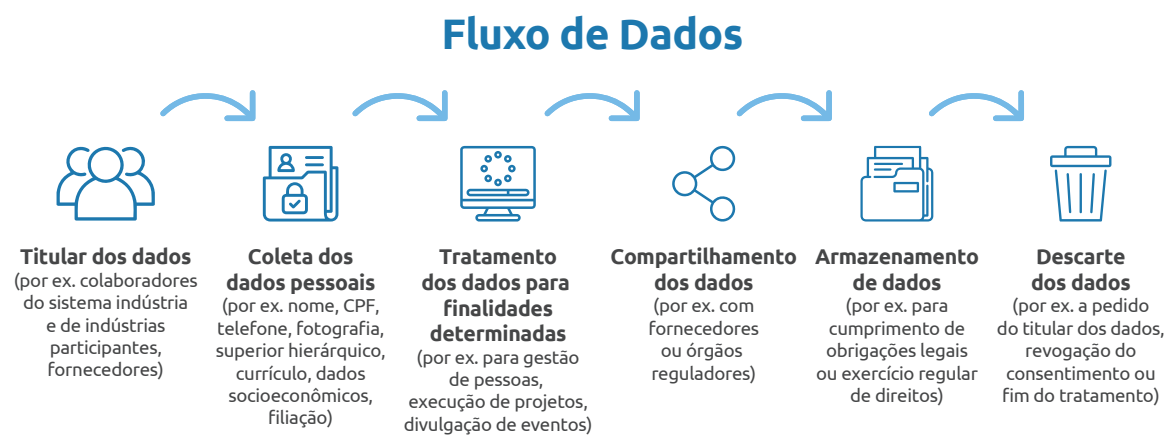 Fluxo de Dados
Titular dos dados
(por ex. colaboradores
do sistema indústria
e de indústrias
participantes,
fornecedores)
Coleta dos
dados pessoais
(por ex. nome, CPF,
telefone, fotografia,
superior hierárquico,
currículo, dados
socioeconômicos,
filiação)
Tratamento
dos dados para
finalidades
determinadas
(por ex. para gestão
de pessoas,
execução de projetos,
divulgação de eventos)
Compartilhamento
dos dados
(por ex. com
fornecedores
ou órgãos
reguladores)
Armazenamento
de dados
(por ex. para
cumprimento de
obrigações legais
ou exercício regular
de direitos)
Descarte
dos dados
(por ex. a pedido
do titular dos dados,
revogação do
consentimento ou
fim do tratamento)